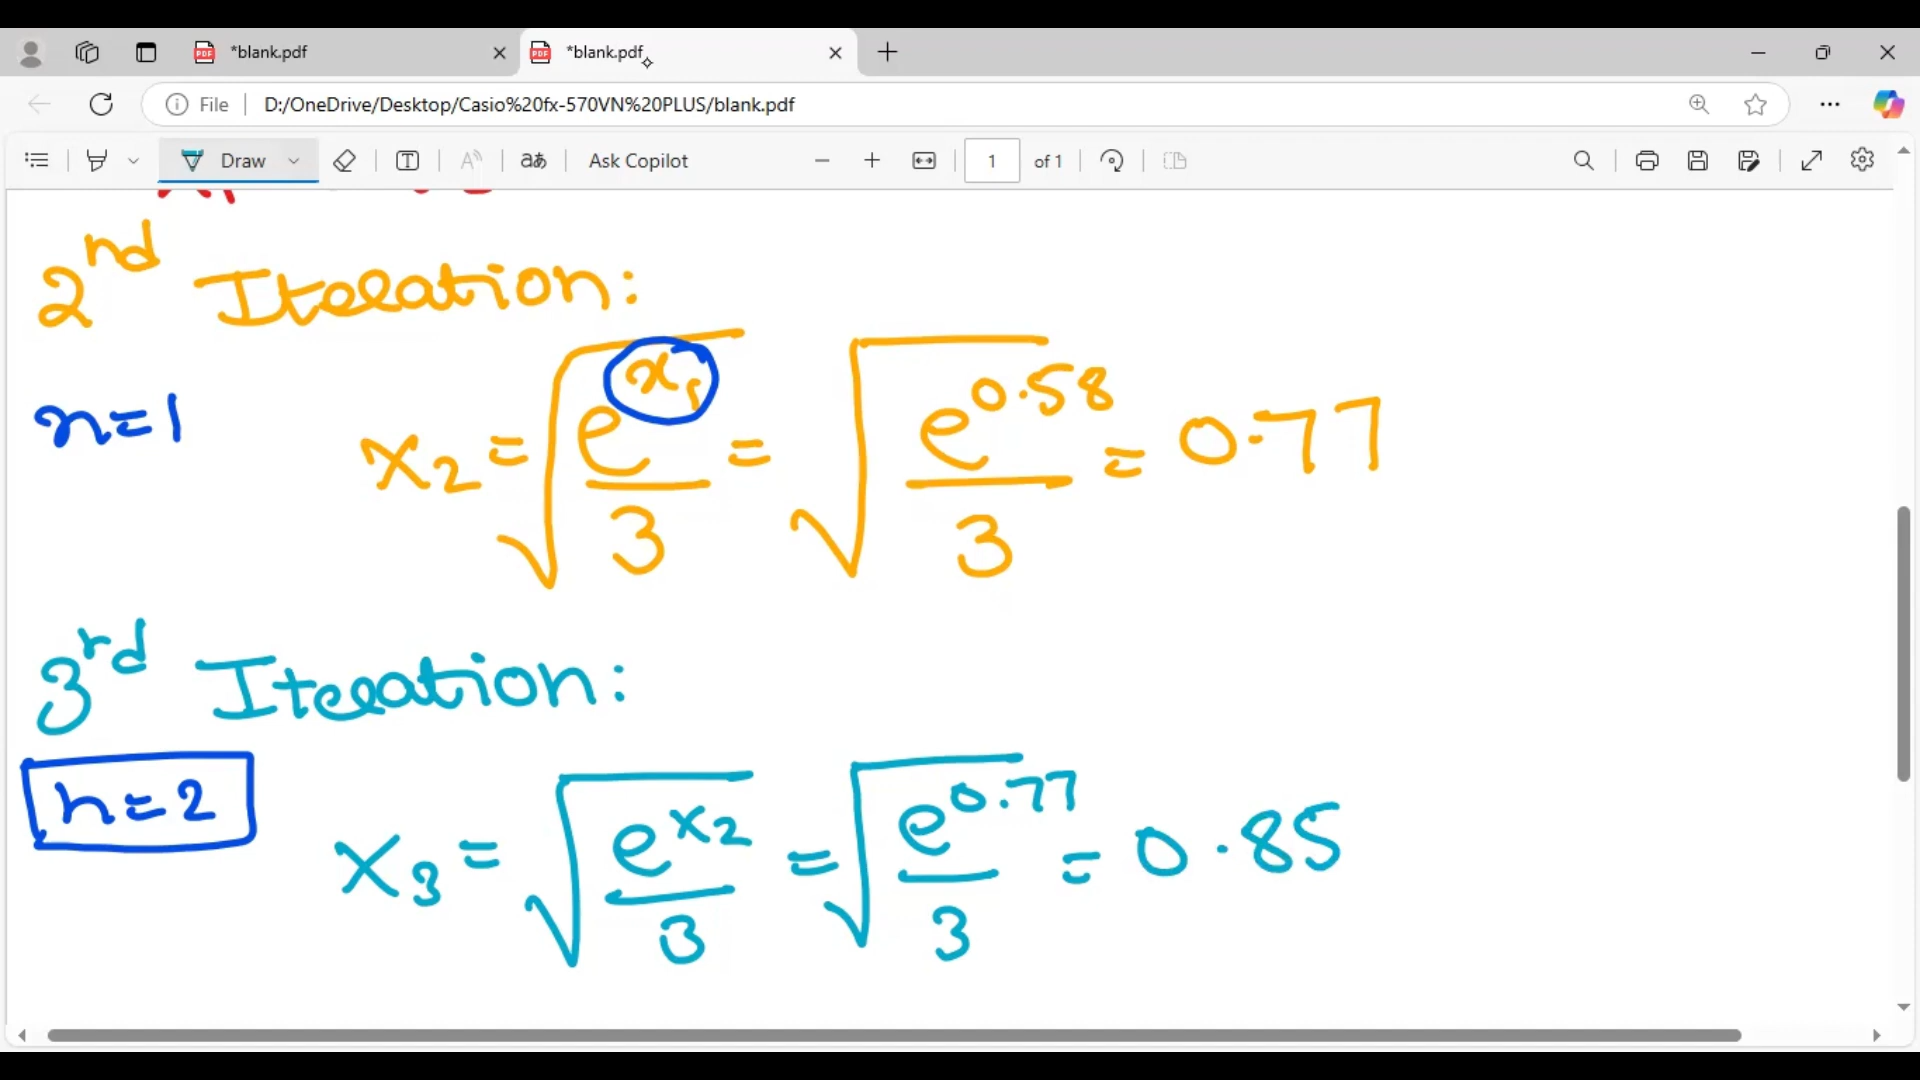 *blank.pdf
*blank.pdf
File
D:/OneDrive/Desktop/Casio%20fx-570VN%20PLUS/blank.pdf
Draw
Ask Copilot
1 of 1
2nd Iteration:
n=1
x₂ = √(e^x₁/3) = √(e^0.58/3) = 0.77
3rd Iteration:
n=2
x₃ = √(e^x₂/3) = √(e^0.77/3) = 0.85